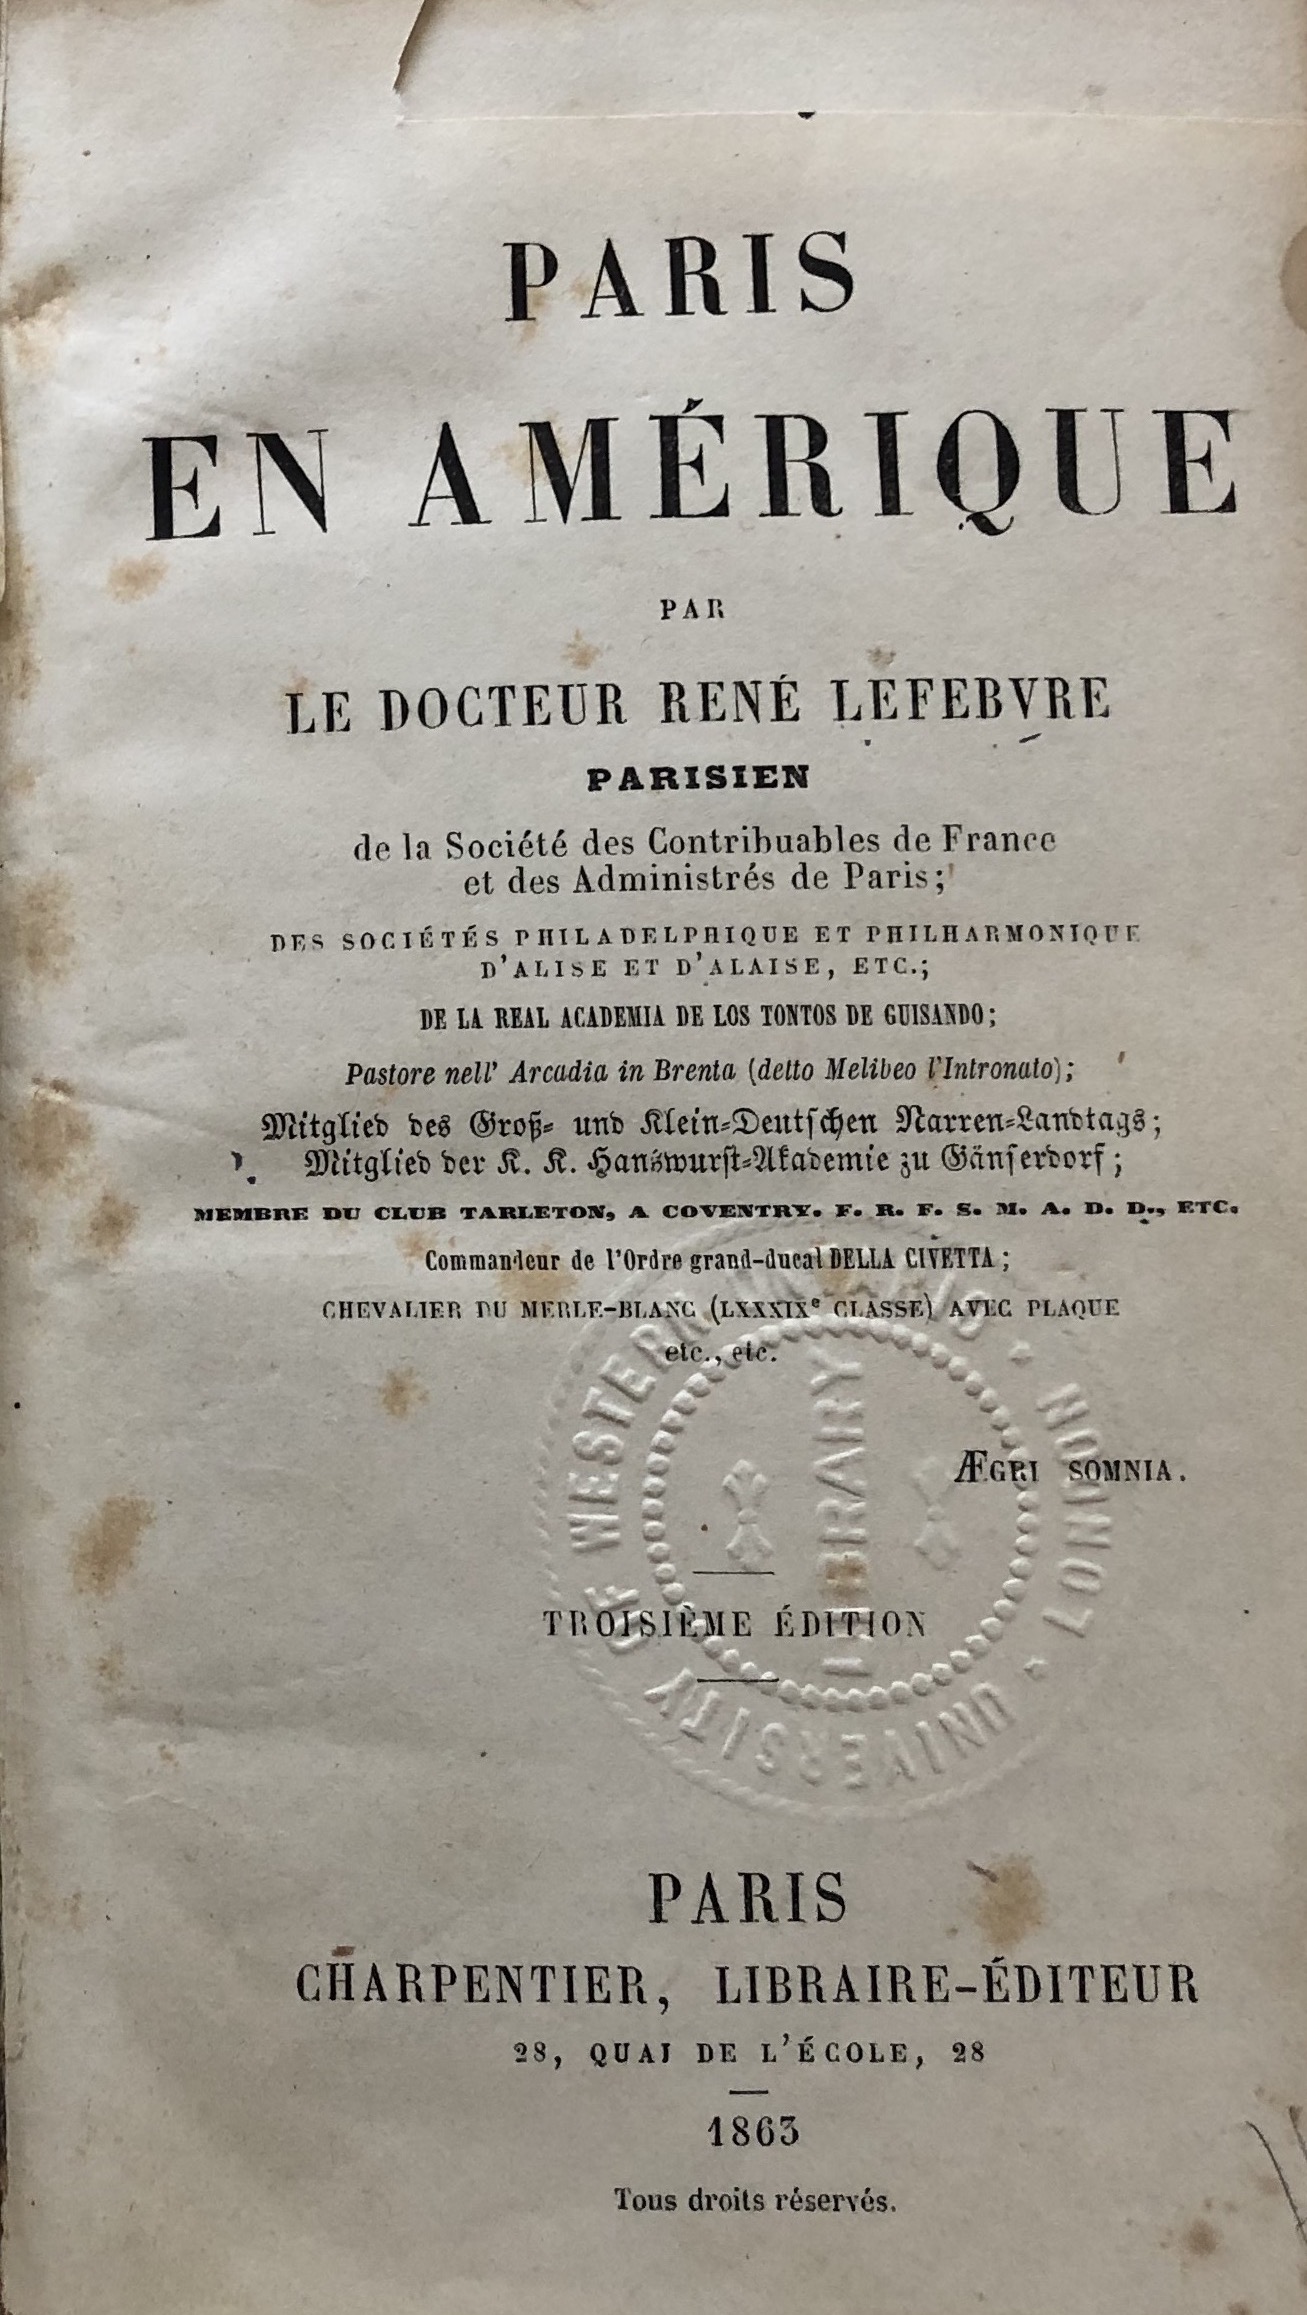 PARIS
EN AMÉRIQUE
PAR
LE DOCTEUR RENÉ LEFEBVRE
PARISIEN
de la Société des Contribuables de France
et des Administrés de Paris;
DES SOCIÉTÉS PHILADELPHIQUE ET PHILHARMONIQUE
D'ALISE ET D'ALAISE, ETC.;
DE LA REAL ACADEMIA DE LOS TONTOS DE GUISANDO;
Pastore nell' Arcadia in Brenta (detto Melibeo l'Intronato);
Mitglied des Groß- und Klein-Deutschen Narren-Landtags;
Mitglied der K. K. Hanswurst-Akademie zu Gänserdorf;
MEMBRE DU CLUB TARLETON, A COVENTRY. F. R. F. S. M. A. D. D., ETC.
Commandeur de l'Ordre grand-ducal DELLA CIVETTA;
CHEVALIER DU MERLE-BLANC (LXXXIXe CLASSE) AVEC PLAQUE
etc., etc.
ÆGRI SOMNIA.
TROISIÈME ÉDITION
UNIVERSITY OF WESTERN ONTARIO · LONDON ·
LIBRARY
PARIS
CHARPENTIER, LIBRAIRE-ÉDITEUR
28, QUAI DE L'ÉCOLE, 28
1863
Tous droits réservés.